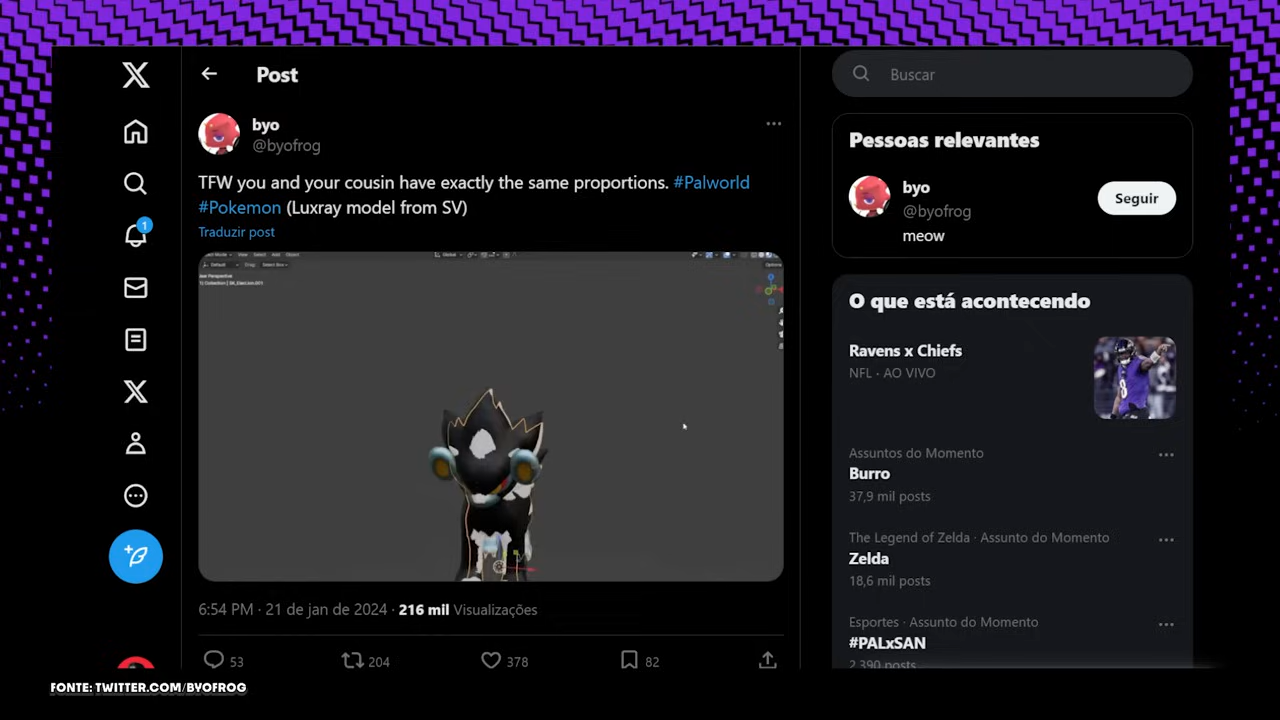 Post
Buscar
byo
@byofrog
TFW you and your cousin have exactly the same proportions. #Palworld
#Pokemon (Luxray model from SV)
Traduzir post
6:54 PM · 21 de jan de 2024 · 216 mil Visualizações
53
204
378
82
1
Pessoas relevantes
byo
@byofrog
Seguir
meow
O que está acontecendo
Ravens x Chiefs
NFL · AO VIVO
Assuntos do Momento
Burro
37,9 mil posts
The Legend of Zelda · Assunto do Momento
Zelda
18,6 mil posts
Esportes · Assunto do Momento
#PALxSAN
2.390 posts
FONTE: TWITTER.COM/BYOFROG